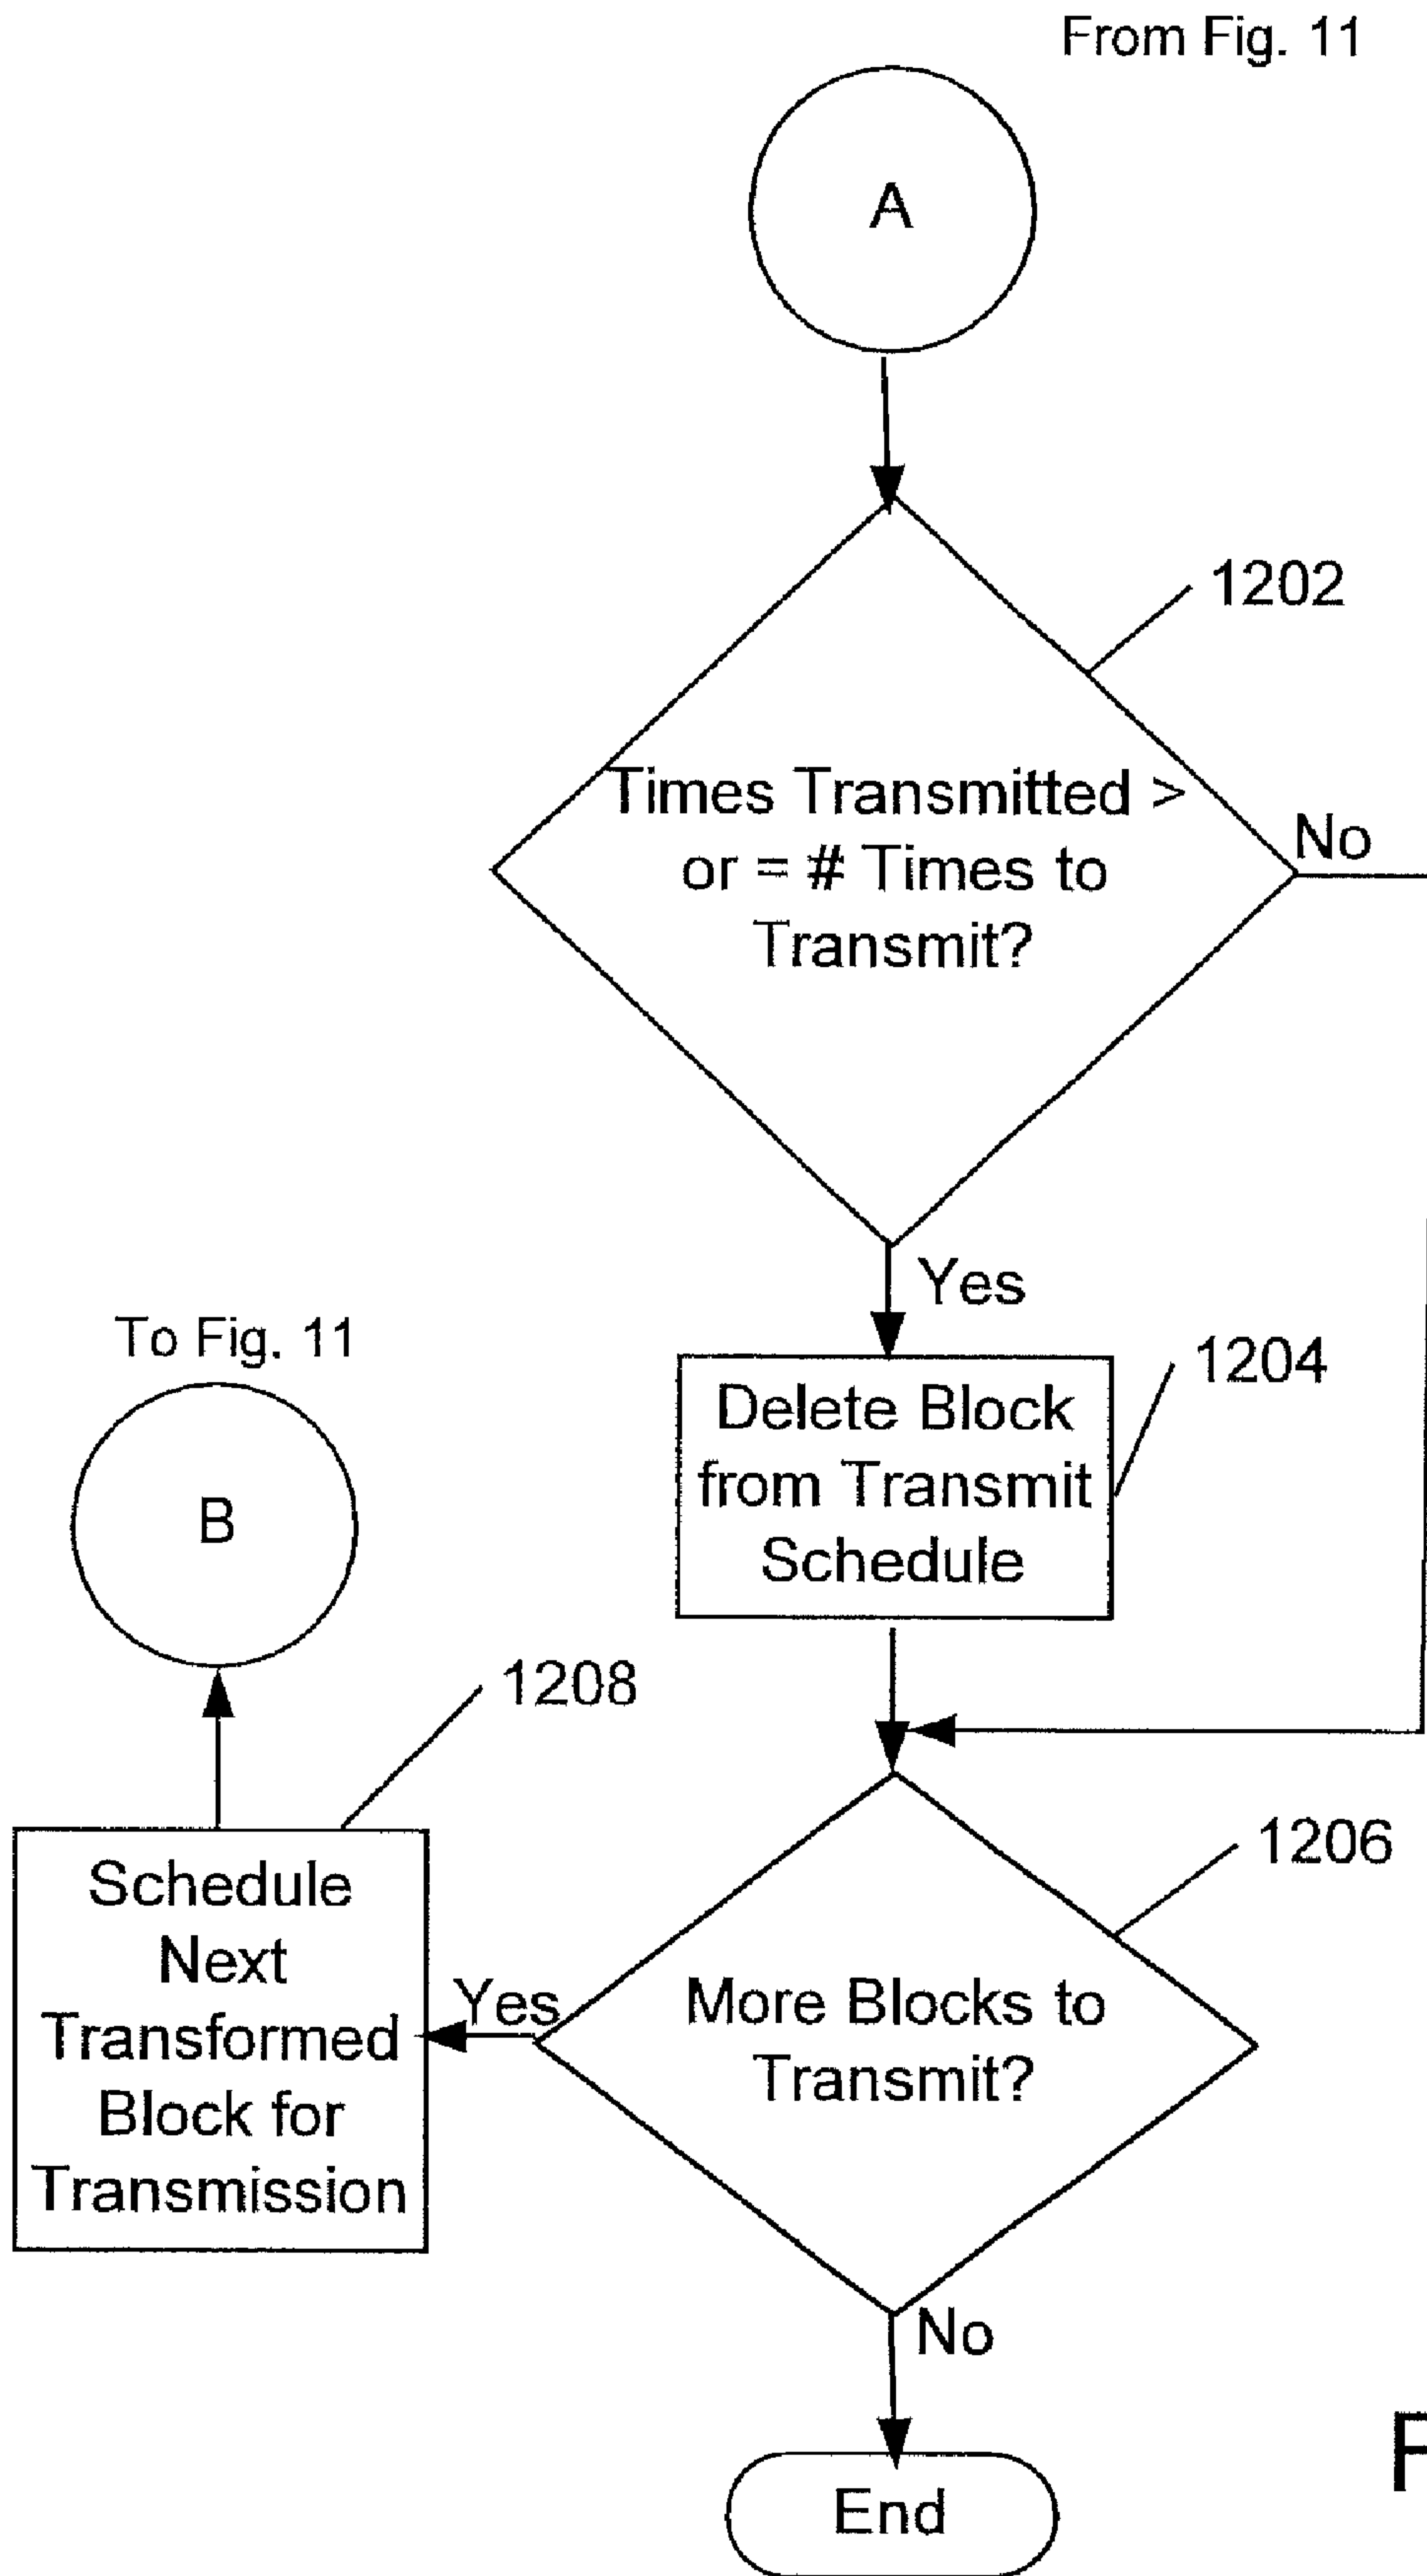 From Fig. 11
A
1202
Times Transmitted >
or = # Times to
Transmit?
No
Yes
To Fig. 11
1204
Delete Block
from Transmit
Schedule
B
1208
1206
Schedule
Next
Transformed
Block for
Transmission
Yes
More Blocks to
Transmit?
No
End